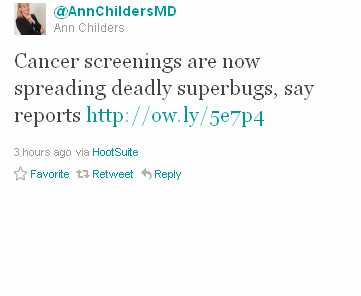 @AnnChildersMD
Ann Childers
Cancer screenings are now
spreading deadly superbugs, say
reports http://ow.ly/5e7p4
3 hours ago via HootSuite
Favorite Retweet Reply